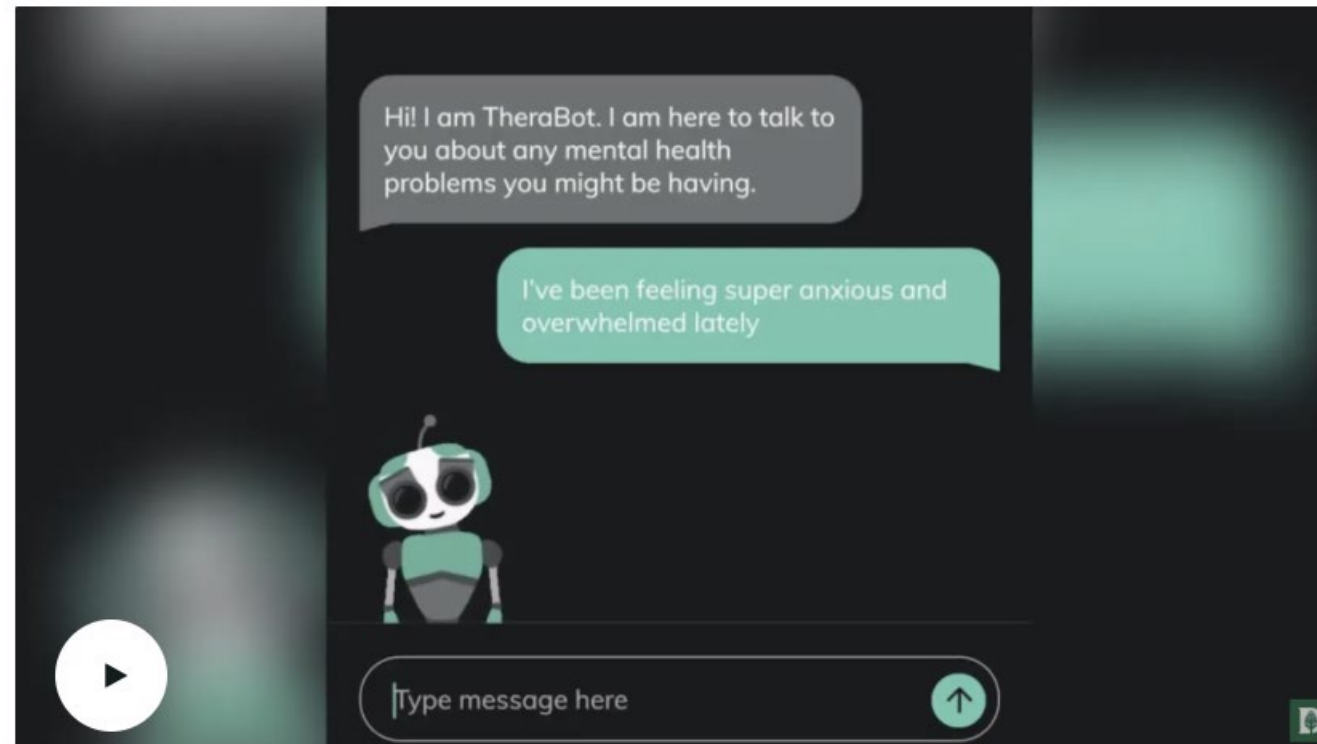 Hi! I am TheraBot. I am here to talk to
you about any mental health
problems you might be having.
I've been feeling super anxious and
overwhelmed lately
Type message here